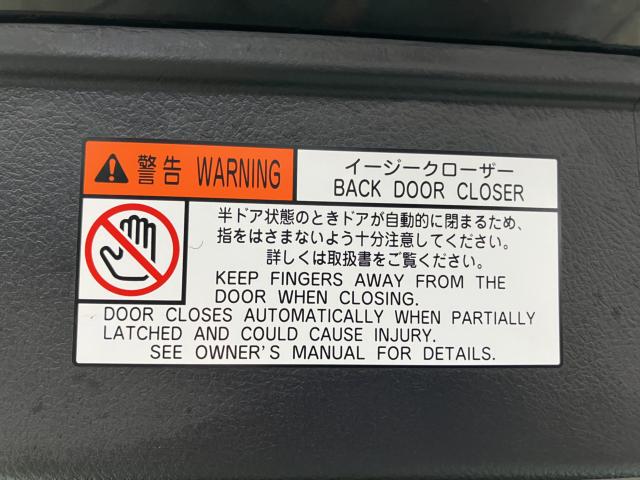 警告 WARNING
イージークローザー
BACK DOOR CLOSER
半ドア状態のときドアが自動的に閉まるため、
指をはさまないよう十分注意してください。
詳しくは取扱書をご覧ください。
KEEP FINGERS AWAY FROM THE
DOOR WHEN CLOSING.
DOOR CLOSES AUTOMATICALLY WHEN PARTIALLY
LATCHED AND COULD CAUSE INJURY.
SEE OWNER'S MANUAL FOR DETAILS.